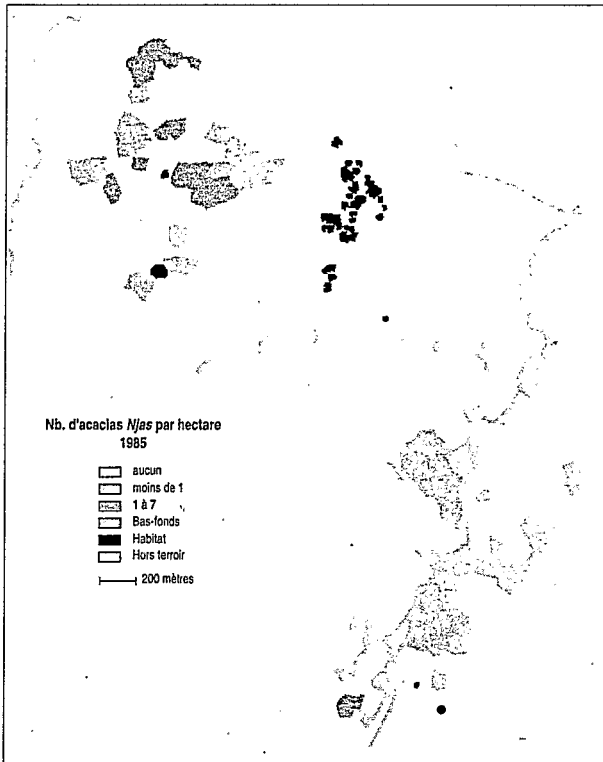 Nb. d'acacias Njas par hectare
1985
aucun
moins de 1
1 à 7
Bas-fonds
Habitat
Hors terroir
200 mètres